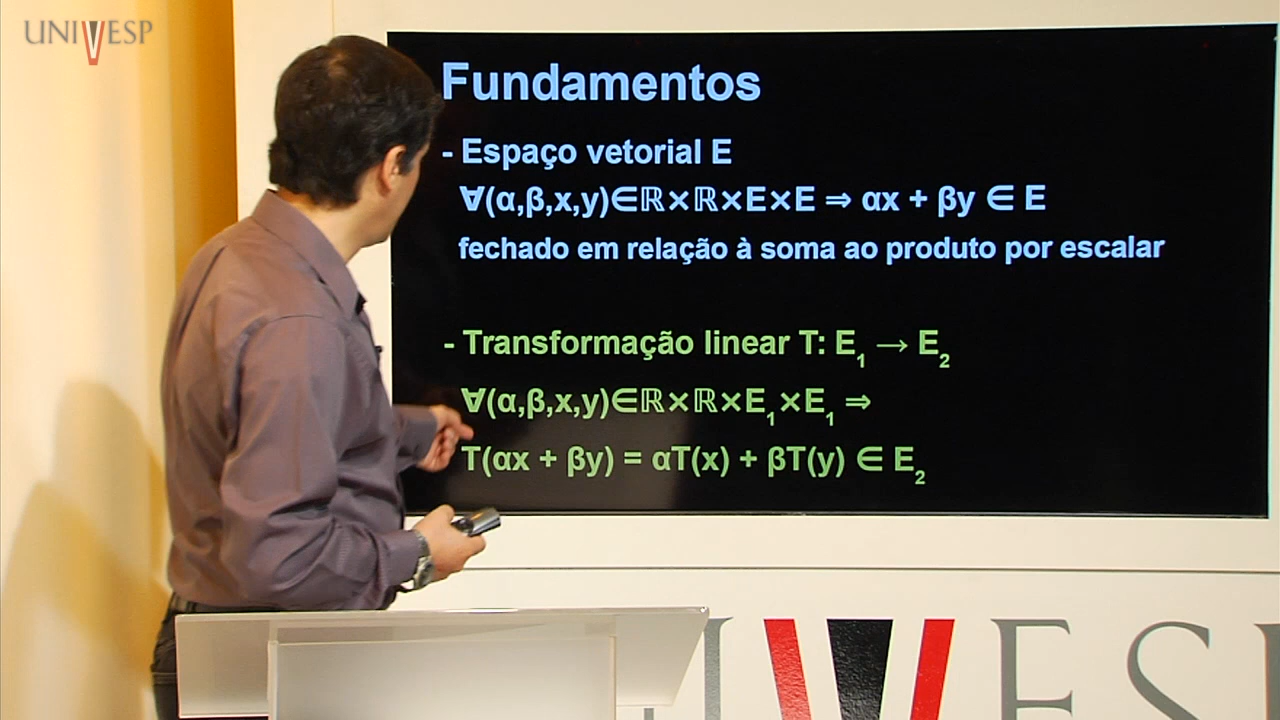 UNIVESP
Fundamentos
- Espaço vetorial E
∀(α,β,x,y)∈ℝ×ℝ×E×E ⇒ αx + βy ∈ E
fechado em relação à soma ao produto por escalar
- Transformação linear T: E₁ → E₂
∀(α,β,x,y)∈ℝ×ℝ×E₁×E₁ ⇒
T(αx + βy) = αT(x) + βT(y) ∈ E₂
VES